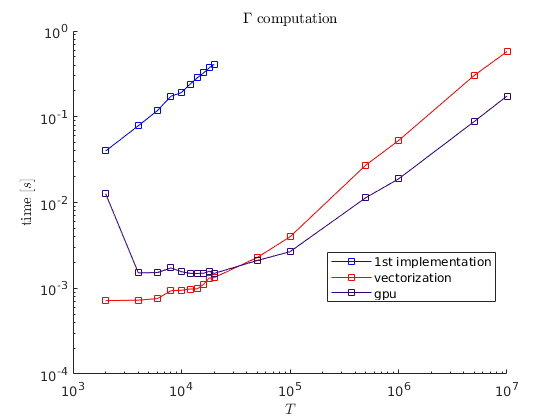 Γ computation
10^0
10^-1
10^-2
10^-3
10^-4
time [s]
1st implementation
vectorization
gpu
10^3 10^4 10^5 10^6 10^7
T